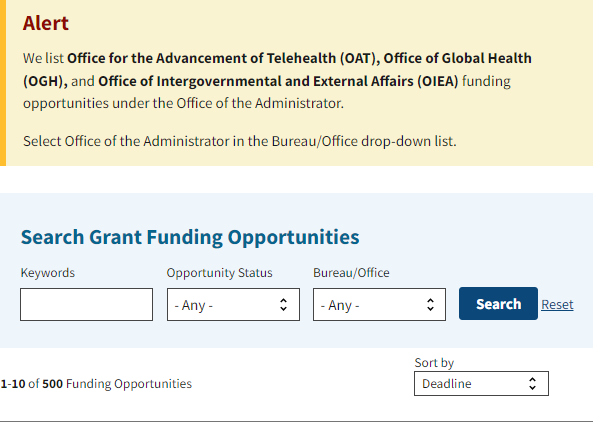 Alert
We list Office for the Advancement of Telehealth (OAT), Office of Global Health
(OGH), and Office of Intergovernmental and External Affairs (OIEA) funding
opportunities under the Office of the Administrator.
Select Office of the Administrator in the Bureau/Office drop-down list.
Search Grant Funding Opportunities
Keywords Opportunity Status Bureau/Office
- Any - - Any - Search Reset
Sort by
1-10 of 500 Funding Opportunities Deadline